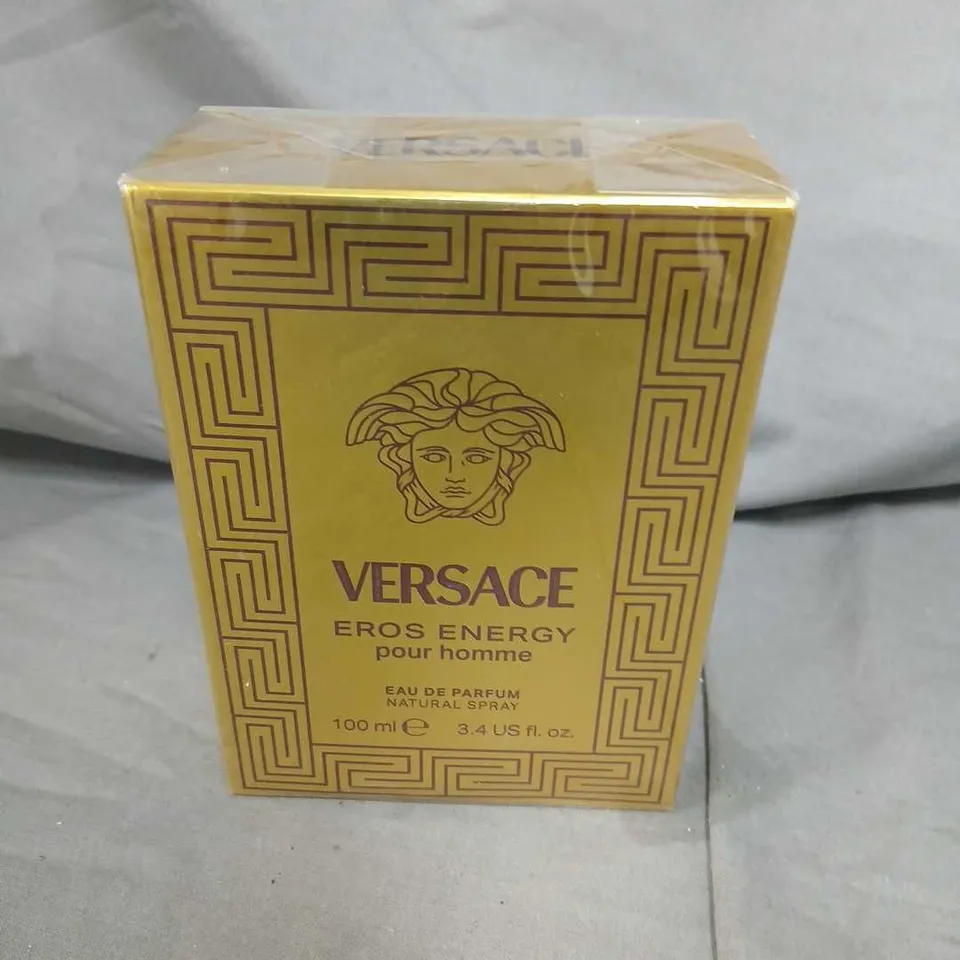 VERSACE
VERSACE
EROS ENERGY
pour homme
EAU DE PARFUM
NATURAL SPRAY
100 ml ℮ 3.4 US fl. oz.